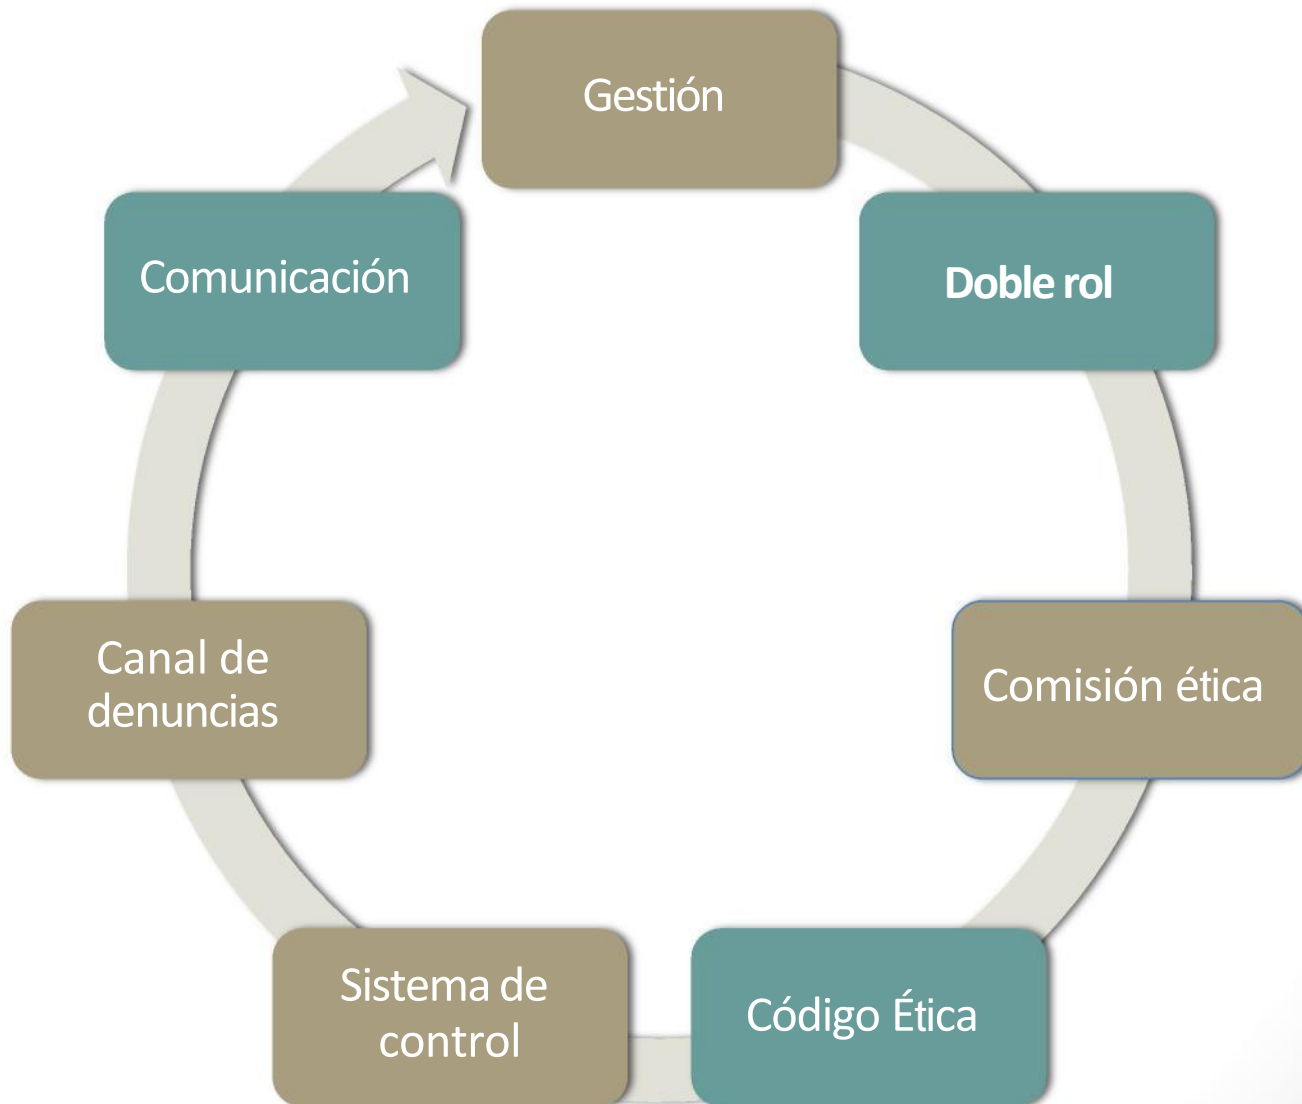 Gestión
Doble rol
Comisión ética
Código Ética
Sistema de
control
Canal de
denuncias
Comunicación